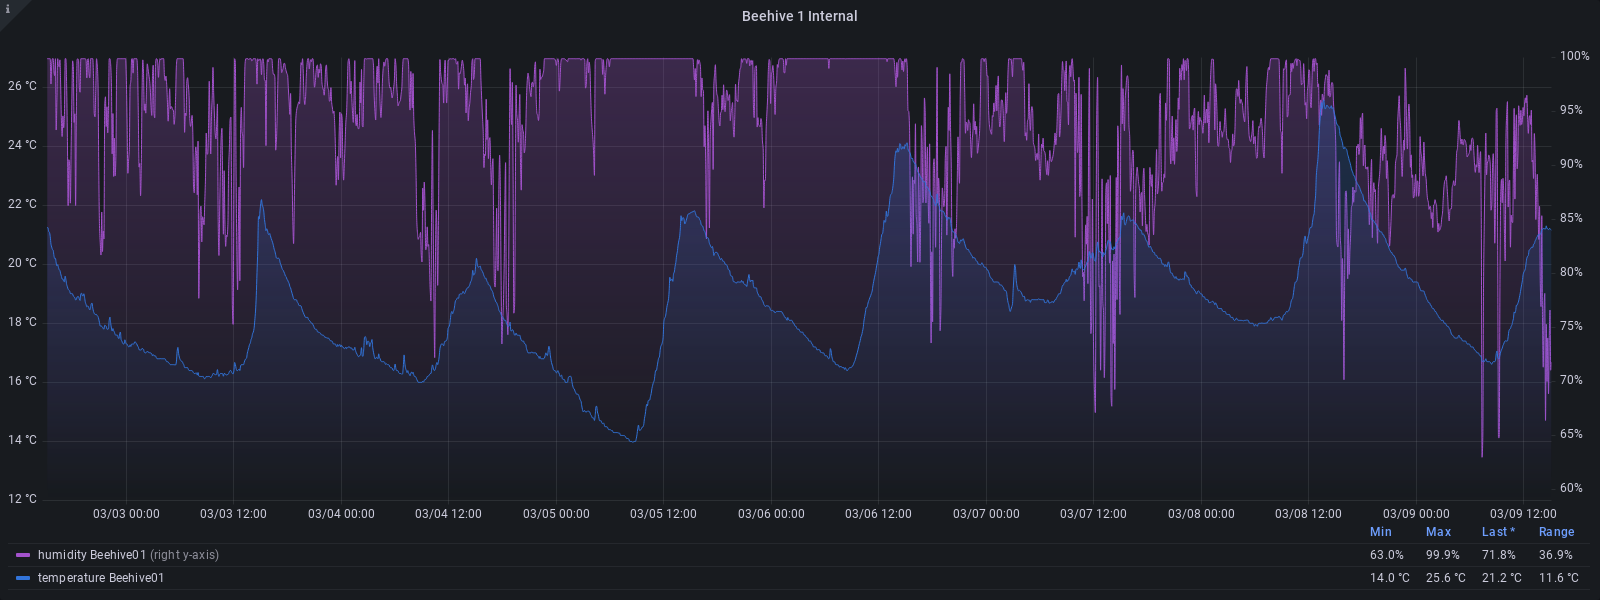 i
Beehive 1 Internal
26 °C
24 °C
22 °C
20 °C
18 °C
16 °C
14 °C
12 °C
100%
95%
90%
85%
80%
75%
70%
65%
60%
03/03 00:00 03/03 12:00 03/04 00:00 03/04 12:00 03/05 00:00 03/05 12:00 03/06 00:00 03/06 12:00 03/07 00:00 03/07 12:00 03/08 00:00 03/08 12:00 03/09 00:00 03/09 12:00
Min Max Last * Range
humidity Beehive01 (right y-axis) 63.0% 99.9% 71.8% 36.9%
temperature Beehive01 14.0 °C 25.6 °C 21.2 °C 11.6 °C